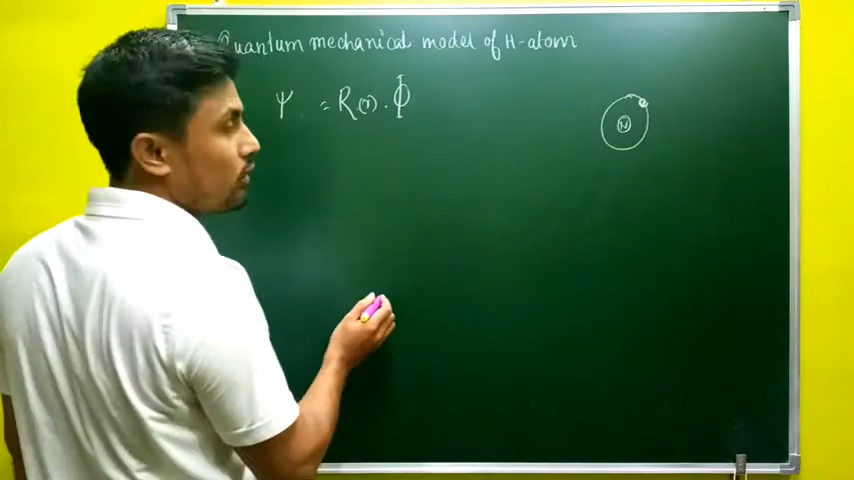 Quantum mechanical model of H-atom
ψ = R(r) . Φ
N